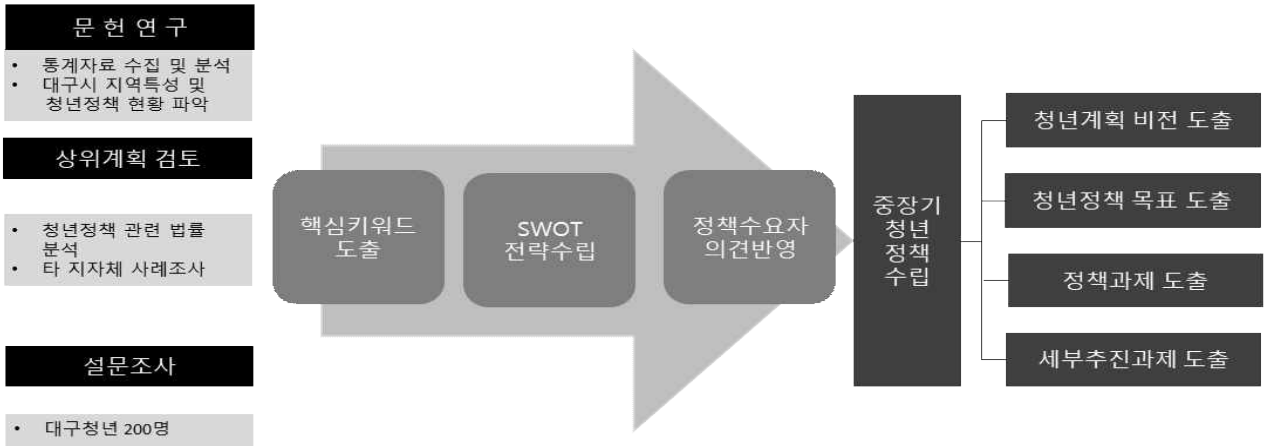 문 헌 연 구
• 통계자료 수집 및 분석
• 대구시 지역특성 및
청년정책 현황 파악
상위계획 검토
• 청년정책 관련 법률
분석
• 타 지자체 사례조사
설문조사
• 대구청년 200명
핵심키워드
도출
SWOT
전략수립
정책수요자
의견반영
중장기
청년
정책
수립
청년계획 비전 도출
청년정책 목표 도출
정책과제 도출
세부추진과제 도출